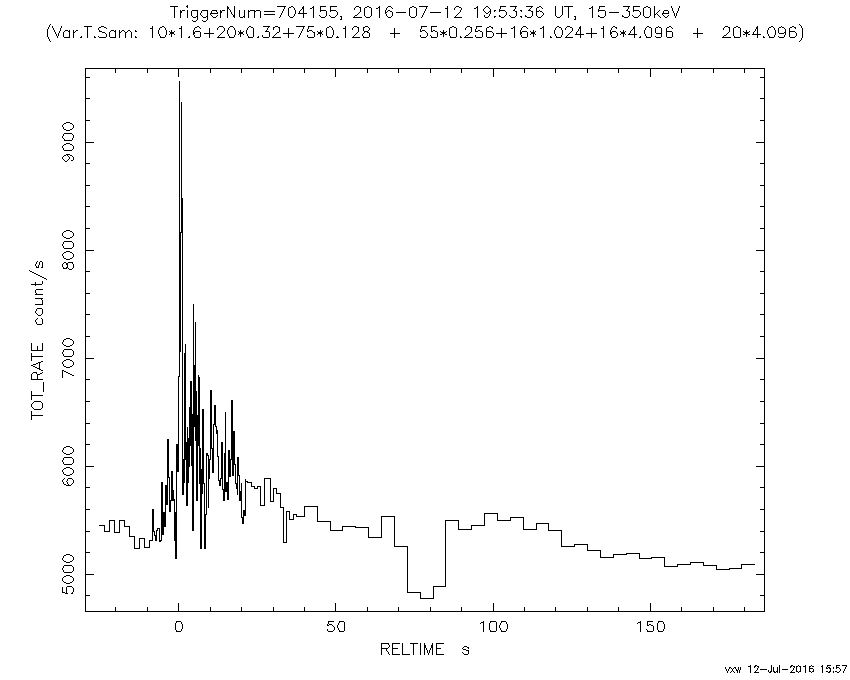 TriggerNum=704155, 2016-07-12 19:53:36 UT, 15-350keV
(Var.T.Sam: 10*1.6+20*0.32+75*0.128 + 55*0.256+16*1.024+16*4.096 + 20*4.096)
TOT_RATE count/s
9000
8000
7000
6000
5000
0 50 100 150
RELTIME s
vxw 12-Jul-2016 15:57